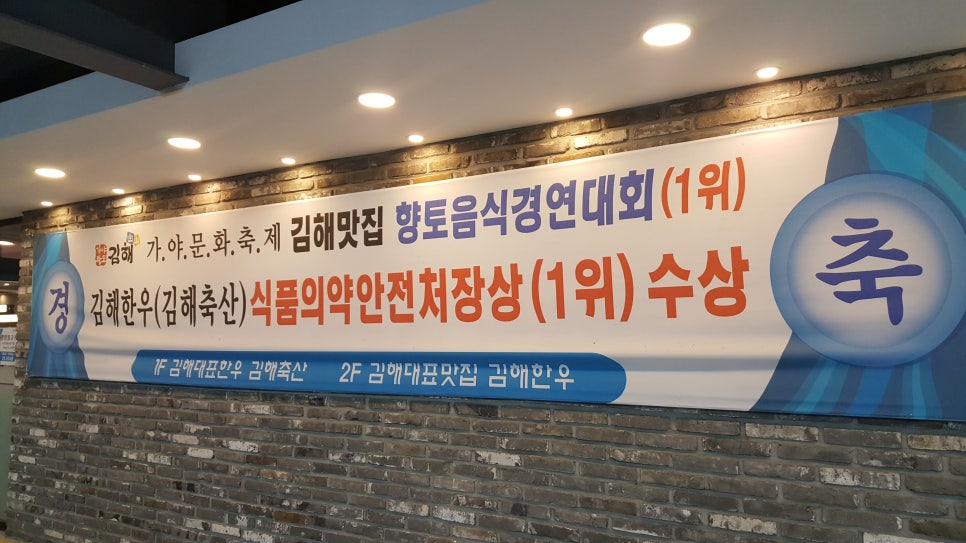 김해 가.야.문.화.축.제 김해맛집 향토음식경연대회(1위)
경 축
김해한우(김해축산) 식품의약안전처장상(1위) 수상
1F 김해대표한우 김해축산 2F 김해대표맛집 김해한우